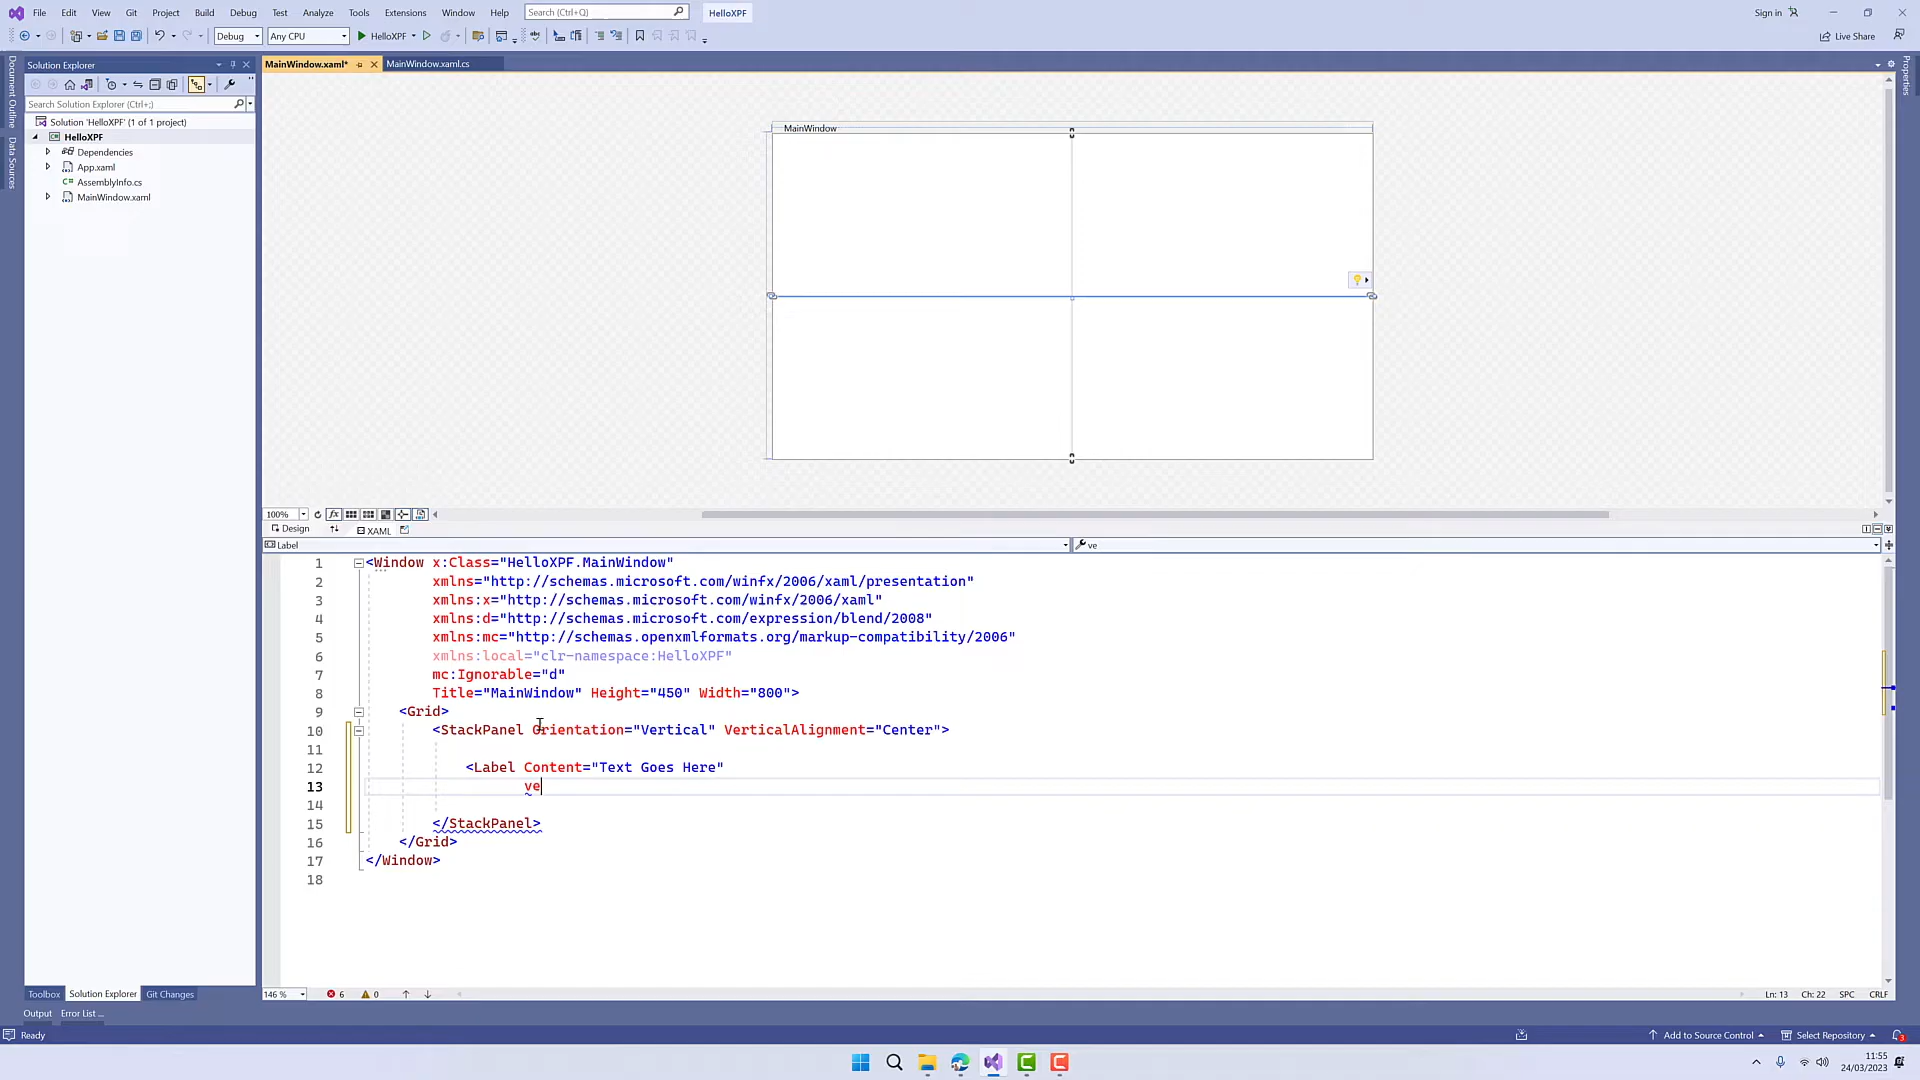 File Edit View Git Project Build Debug Test Analyze Tools Extensions Window Help Search (Ctrl+Q) HelloXPF Sign in
Debug Any CPU HelloXPF Live Share
Document Outline
Data Sources
Properties
Solution Explorer
Search Solution Explorer (Ctrl+;)
Solution 'HelloXPF' (1 of 1 project)
HelloXPF
Dependencies
App.xaml
AssemblyInfo.cs
MainWindow.xaml
MainWindow.xaml* MainWindow.xaml.cs
MainWindow
100% fx
Design XAML
Label ve
1 <Window x:Class="HelloXPF.MainWindow"
2 xmlns="http://schemas.microsoft.com/winfx/2006/xaml/presentation"
3 xmlns:x="http://schemas.microsoft.com/winfx/2006/xaml"
4 xmlns:d="http://schemas.microsoft.com/expression/blend/2008"
5 xmlns:mc="http://schemas.openxmlformats.org/markup-compatibility/2006"
6 xmlns:local="clr-namespace:HelloXPF"
7 mc:Ignorable="d"
8 Title="MainWindow" Height="450" Width="800">
9 <Grid>
10 <StackPanel Orientation="Vertical" VerticalAlignment="Center">
11
12 <Label Content="Text Goes Here"
13 ve
14
15 </StackPanel>
16 </Grid>
17 </Window>
18
Toolbox Solution Explorer Git Changes
146 % 6 0 Ln: 13 Ch: 22 SPC CRLF
Output Error List ...
Ready Add to Source Control Select Repository 3
11:55
24/03/2023